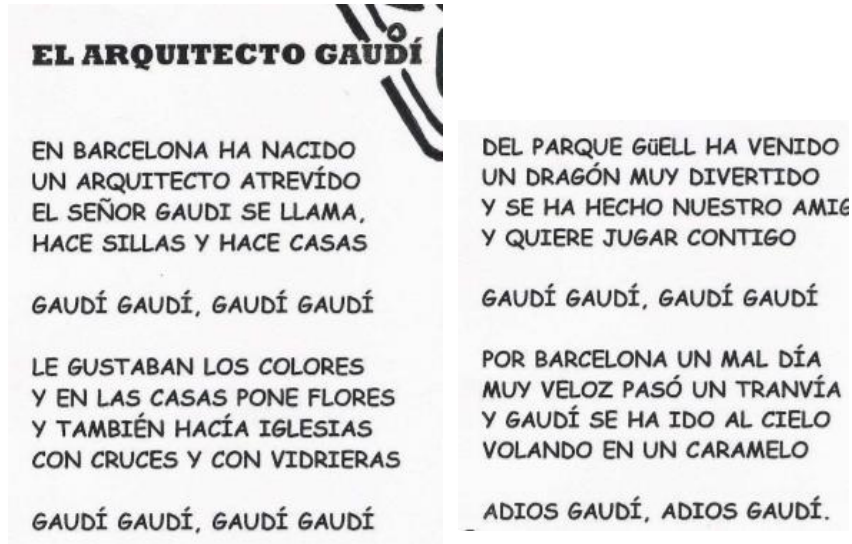 EL ARQUITECTO GAUDÍ
EN BARCELONA HA NACIDO
UN ARQUITECTO ATREVÍDO
EL SEÑOR GAUDI SE LLAMA,
HACE SILLAS Y HACE CASAS
GAUDÍ GAUDÍ, GAUDÍ GAUDÍ
LE GUSTABAN LOS COLORES
Y EN LAS CASAS PONE FLORES
Y TAMBIÉN HACÍA IGLESIAS
CON CRUCES Y CON VIDRIERAS
GAUDÍ GAUDÍ, GAUDÍ GAUDÍ
DEL PARQUE GüELL HA VENIDO
UN DRAGÓN MUY DIVERTIDO
Y SE HA HECHO NUESTRO AMIG
Y QUIERE JUGAR CONTIGO
GAUDÍ GAUDÍ, GAUDÍ GAUDÍ
POR BARCELONA UN MAL DÍA
MUY VELOZ PASÓ UN TRANVÍA
Y GAUDÍ SE HA IDO AL CIELO
VOLANDO EN UN CARAMELO
ADIOS GAUDÍ, ADIOS GAUDÍ.